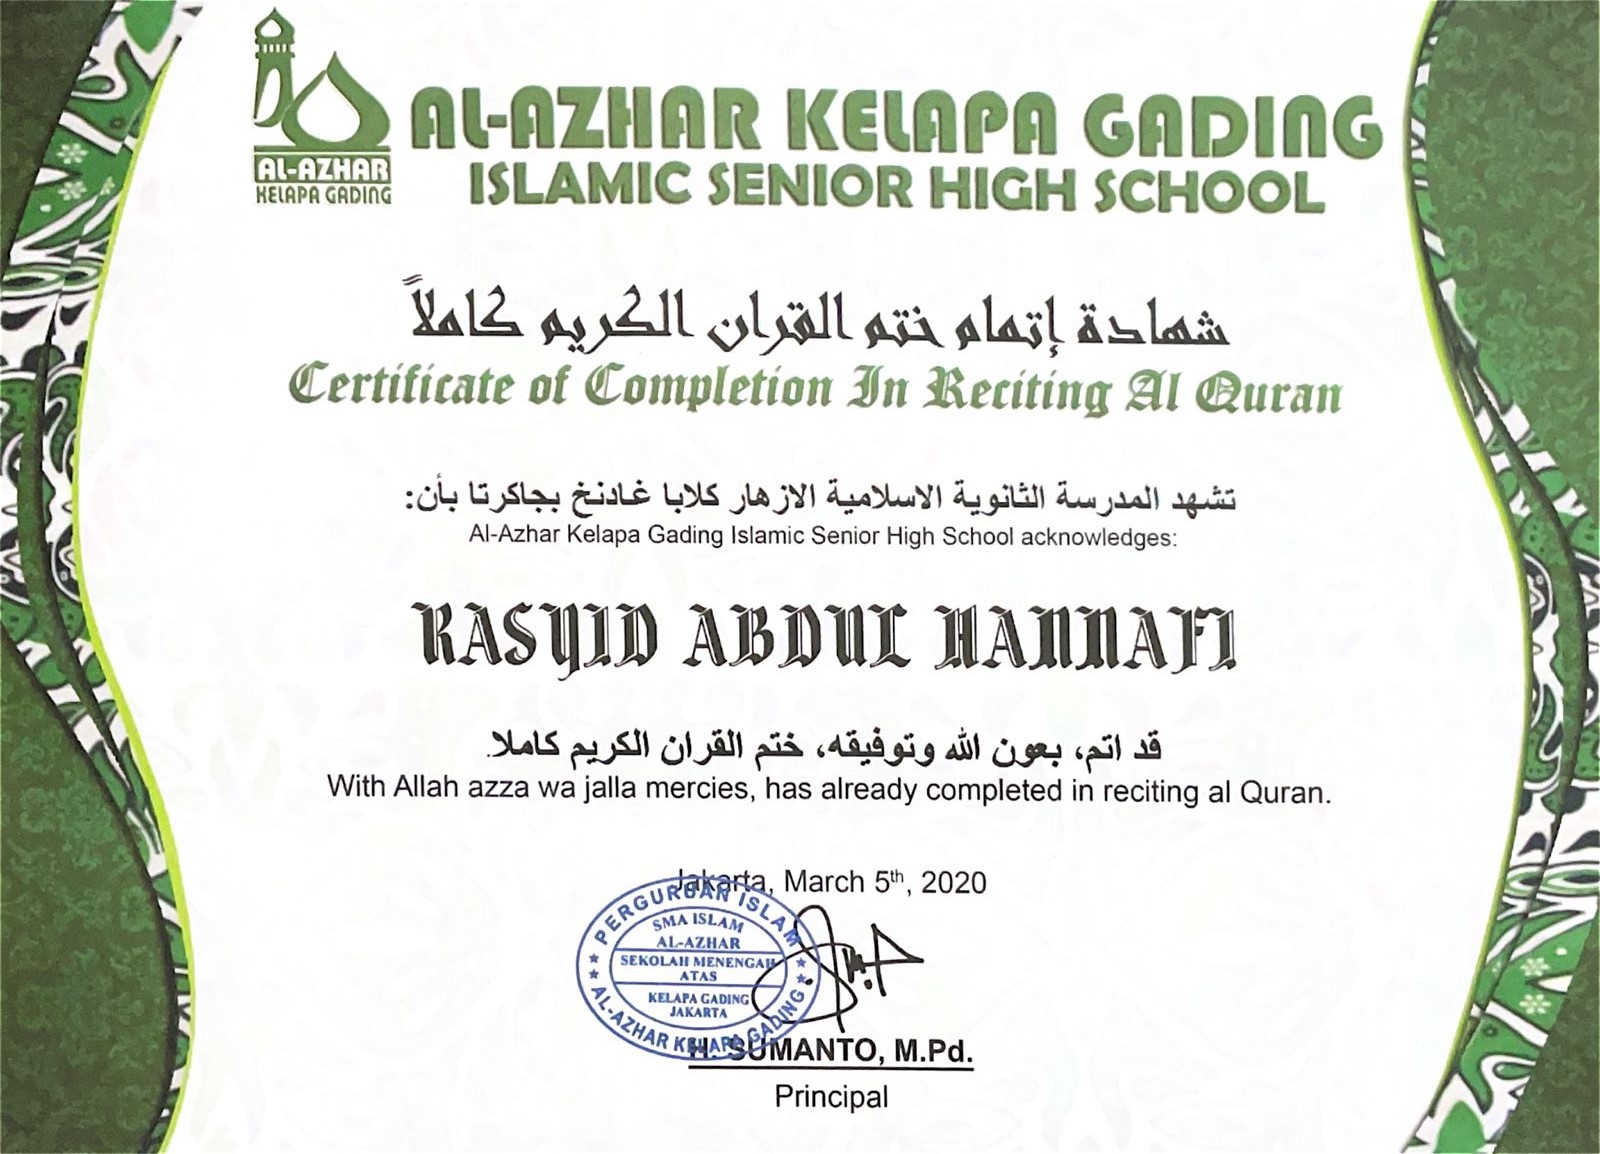 AL-AZHAR
KELAPA GADING
AL-AZHAR KELAPA GADING
ISLAMIC SENIOR HIGH SCHOOL
شهادة إتمام ختم القران الكريم كاملاً
Certificate of Completion In Reciting Al Quran
تشهد المدرسة الثانوية الاسلامية الازهار كلابا غادنخ بجاكرتا بأن:
Al-Azhar Kelapa Gading Islamic Senior High School acknowledges:
RASYID ABDUL HANNAFI
قد اتم، بعون الله وتوفيقه، ختم القران الكريم كاملا.
With Allah azza wa jalla mercies, has already completed in reciting al Quran.
Jakarta, March 5th, 2020
PERGURUAN ISLAM
SMA ISLAM
AL-AZHAR
SEKOLAH MENENGAH
ATAS
KELAPA GADING
JAKARTA
AL-AZHAR KELAPA GADING
H. SUMANTO, M.Pd.
Principal